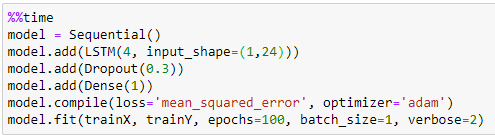 %%time
model = Sequential()
model.add(LSTM(4, input_shape=(1,24)))
model.add(Dropout(0.3))
model.add(Dense(1))
model.compile(loss='mean_squared_error', optimizer='adam')
model.fit(trainX, trainY, epochs=100, batch_size=1, verbose=2)